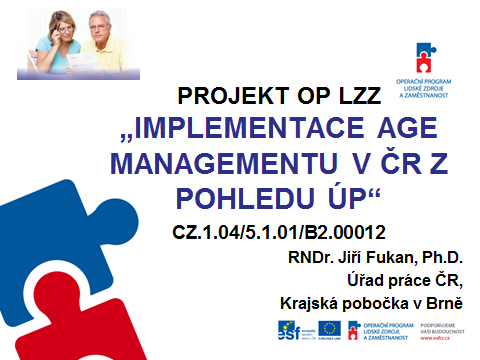 OPERAČNÍ PROGRAM
LIDSKÉ ZDROJE
A ZAMĚSTNANOST
PROJEKT OP LZZ
„IMPLEMENTACE AGE
MANAGEMENTU V ČR Z
POHLEDU ÚP“
CZ.1.04/5.1.01/B2.00012
RNDr. Jiří Fukan, Ph.D.
Úřad práce ČR,
Krajská pobočka v Brně
esf
EVROPSKÁ UNIE
OPERAČNÍ PROGRAM
LIDSKÉ ZDROJE
A ZAMĚSTNANOST
PODPORUJEME
VAŠI BUDOUCNOST
www.esfcr.cz